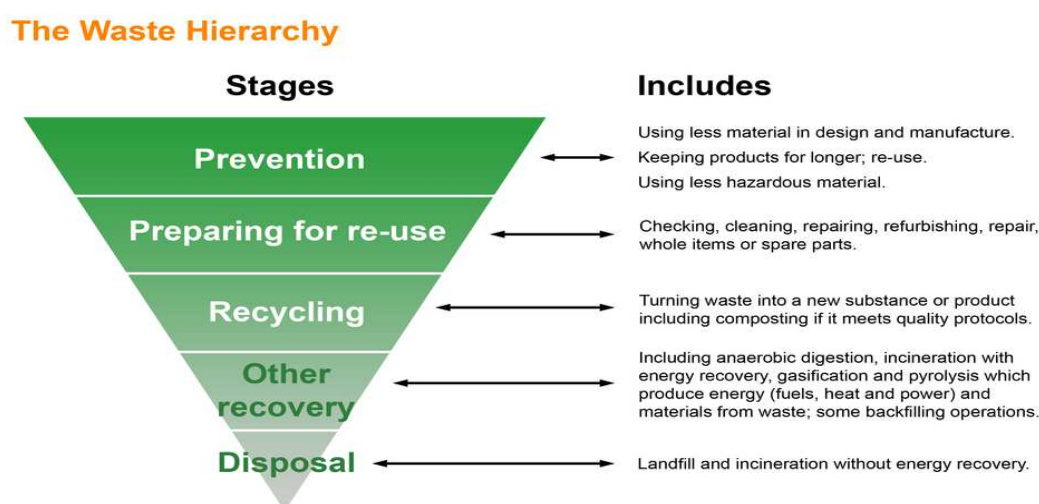 The Waste Hierarchy
Stages
Includes
Prevention
Using less material in design and manufacture.
Keeping products for longer; re-use.
Using less hazardous material.
Preparing for re-use
Checking, cleaning, repairing, refurbishing, repair,
whole items or spare parts.
Recycling
Turning waste into a new substance or product
including composting if it meets quality protocols.
Other
recovery
Including anaerobic digestion, incineration with
energy recovery, gasification and pyrolysis which
produce energy (fuels, heat and power) and
materials from waste; some backfilling operations.
Disposal
Landfill and incineration without energy recovery.